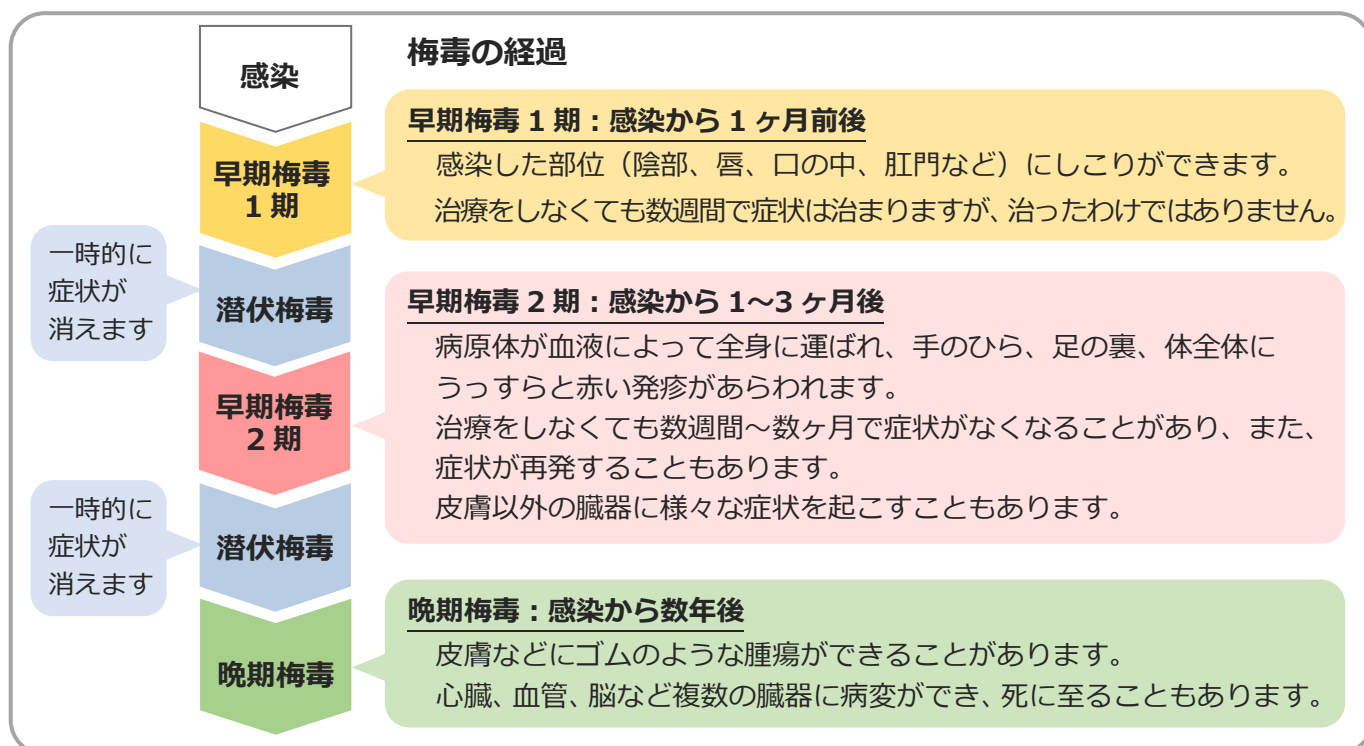 梅毒の経過
感染
早期梅毒
1 期
早期梅毒 1 期：感染から 1 ヶ月前後
感染した部位（陰部、唇、口の中、肛門など）にしこりができます。
治療をしなくても数週間で症状は治まりますが、治ったわけではありません。
一時的に
症状が
消えます
潜伏梅毒
早期梅毒
2 期
早期梅毒 2 期：感染から 1～3 ヶ月後
病原体が血液によって全身に運ばれ、手のひら、足の裏、体全体に
うっすらと赤い発疹があらわれます。
治療をしなくても数週間～数ヶ月で症状がなくなることがあり、また、
症状が再発することもあります。
皮膚以外の臓器に様々な症状を起こすこともあります。
一時的に
症状が
消えます
潜伏梅毒
晩期梅毒
晩期梅毒：感染から数年後
皮膚などにゴムのような腫瘍ができることがあります。
心臓、血管、脳など複数の臓器に病変ができ、死に至ることもあります。